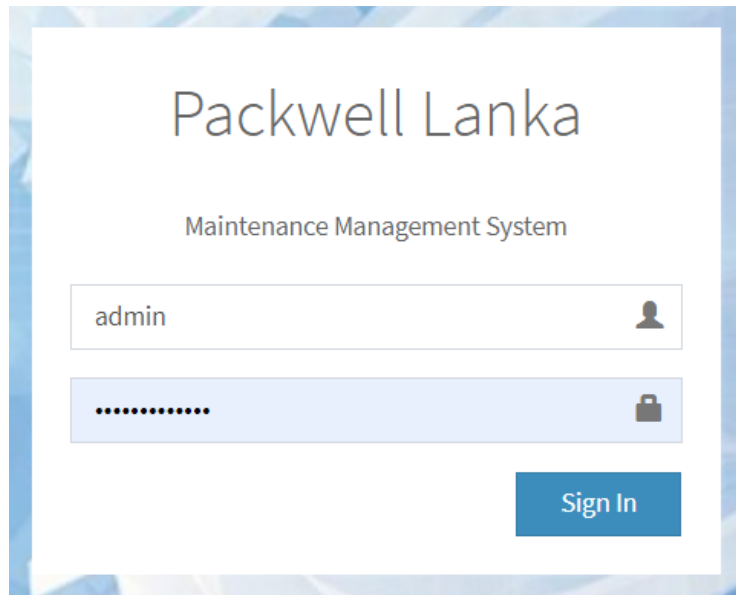 Packwell Lanka
Maintenance Management System
admin
•••••••••••••
Sign In